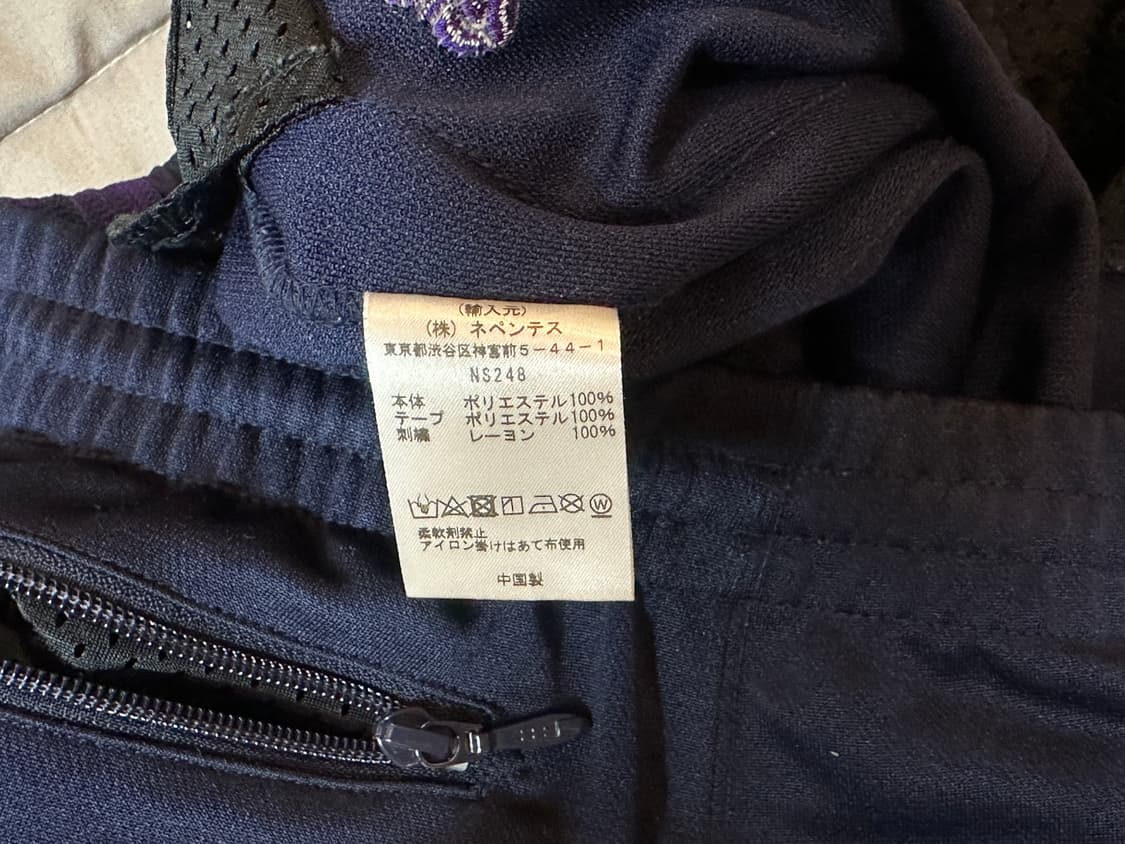 (輸入元)
(株) ネペンテス
東京都渋谷区神宮前5-44-1
NS248
本体 ポリエステル100%
テープ ポリエステル100%
刺繍 レーヨン 100%
W
柔軟剤禁止
アイロン掛けはあて布使用
中国製